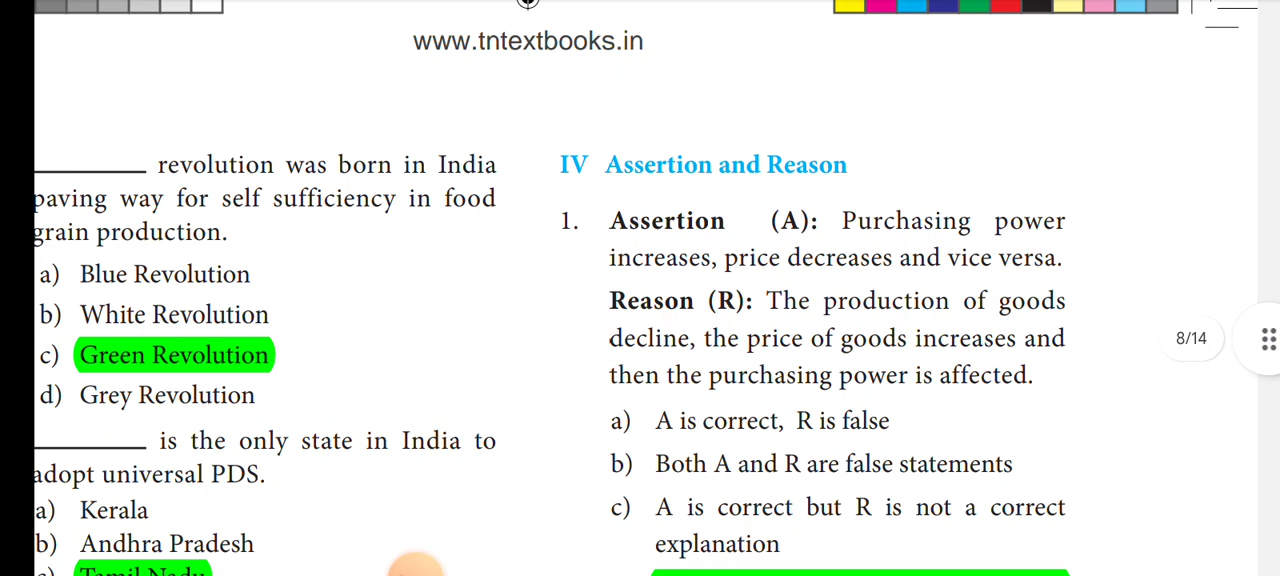 www.tntextbooks.in
revolution was born in India
paving way for self sufficiency in food
grain production.
a) Blue Revolution
b) White Revolution
c) Green Revolution
d) Grey Revolution
is the only state in India to
adopt universal PDS.
a) Kerala
b) Andhra Pradesh
c) Tamil Nadu
IV Assertion and Reason
1. Assertion (A): Purchasing power
increases, price decreases and vice versa.
Reason (R): The production of goods
decline, the price of goods increases and
then the purchasing power is affected.
a) A is correct, R is false
b) Both A and R are false statements
c) A is correct but R is not a correct
explanation
8/14